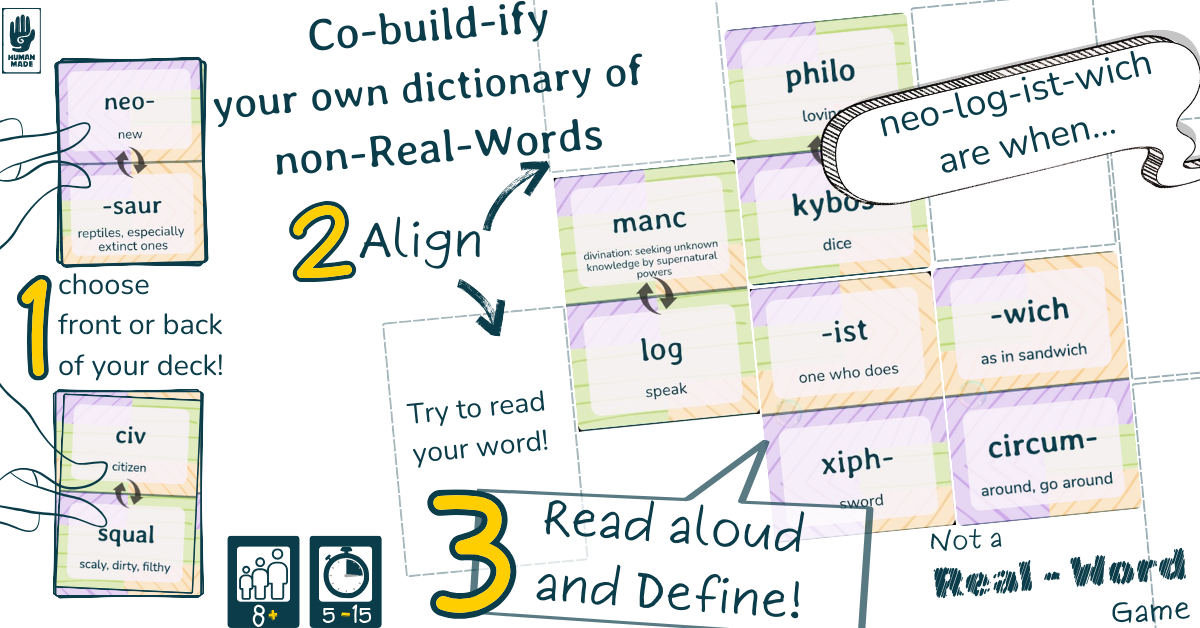 HUMAN
MADE
Co-build-ify
your own dictionary of
non-Real-Words
neo-
new
-saur
reptiles, especially
extinct ones
1
choose
front or back
of your deck!
civ
citizen
squal
scaly, dirty, filthy
2 Align
Try to read
your word!
philo
kybos
dice
manc
divination: seeking unknown
knowledge by supernatural
powers
log
speak
-ist
one who does
-wich
as in sandwich
xiph-
sword
circum-
around, go around
neo-log-ist-wich
are when...
3 Read aloud
and Define!
8+
5-15
Not a
Real-Word
Game